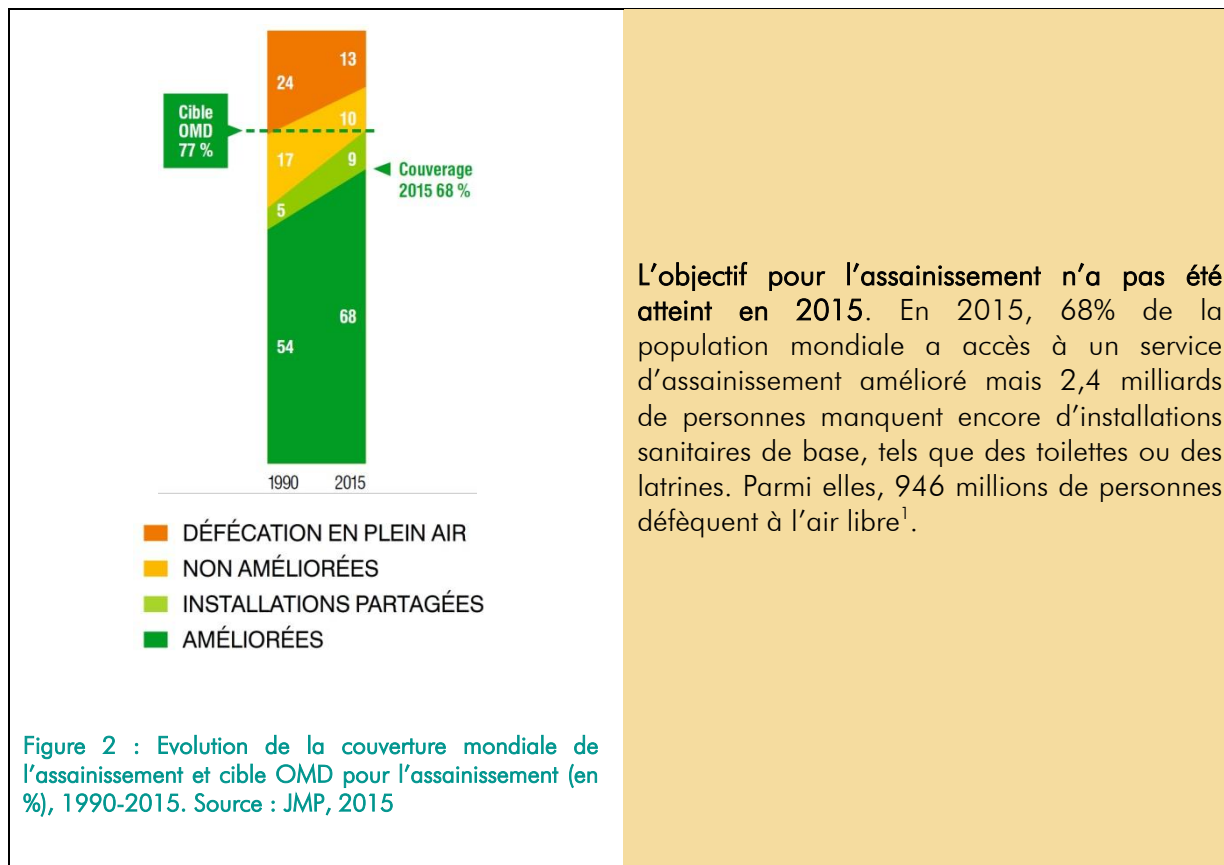 13
24
Cible
OMD
77 %
10
17
9
Couverage
2015 68 %
5
68
54
1990 2015
DÉFÉCATION EN PLEIN AIR
NON AMÉLIORÉES
INSTALLATIONS PARTAGÉES
AMÉLIORÉES
Figure 2 : Evolution de la couverture mondiale de
l’assainissement et cible OMD pour l’assainissement (en
%), 1990-2015. Source : JMP, 2015
L’objectif pour l’assainissement n’a pas été
atteint en 2015. En 2015, 68% de la
population mondiale a accès à un service
d’assainissement amélioré mais 2,4 milliards
de personnes manquent encore d’installations
sanitaires de base, tels que des toilettes ou des
latrines. Parmi elles, 946 millions de personnes
défèquent à l’air libre¹.